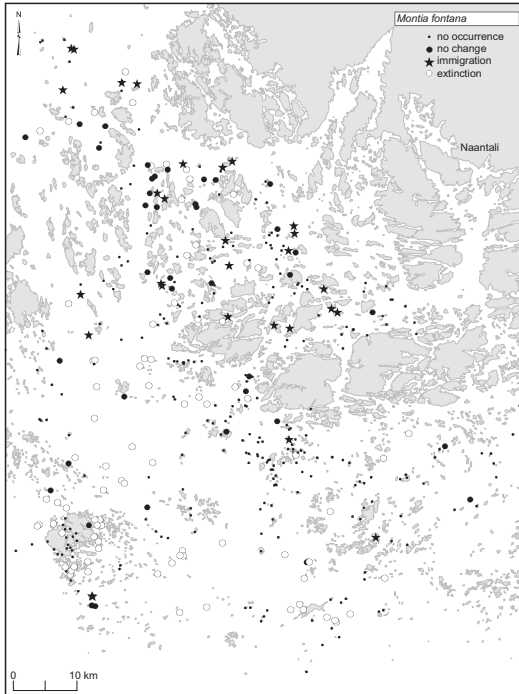 N
Montia fontana
no occurrence
no change
immigration
extinction
Naantali
0 10 km